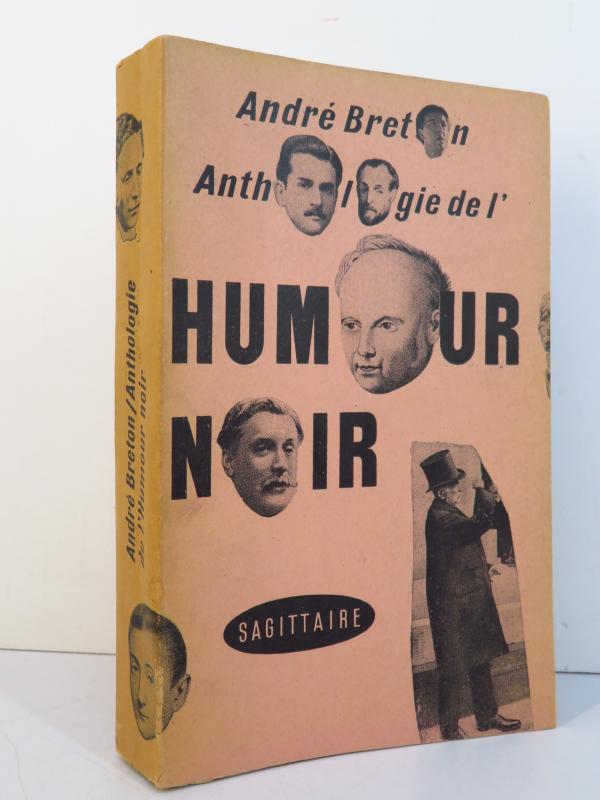 André Breton
Anthologie de l'
HUMOUR
NOIR
SAGITTAIRE
André Breton/Anthologie
de l'Humour noir